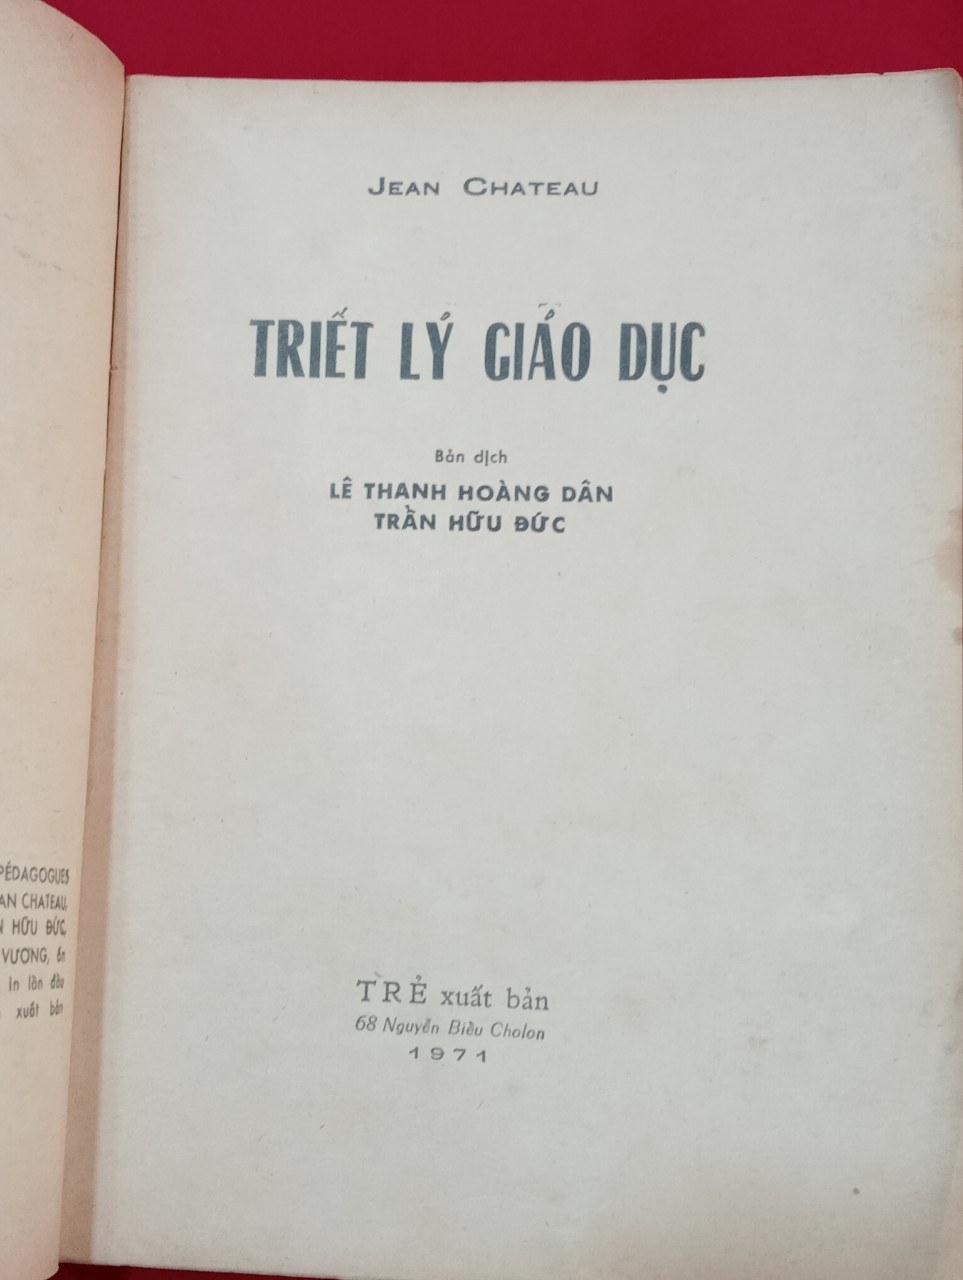 PÉDAGOGUES
CHATEAU,
HỮU ĐỨC,
VƯƠNG, ấn
in lần đầu
xuất bản
JEAN CHATEAU
TRIẾT LÝ GIÁO DỤC
Bản dịch
LÊ THANH HOÀNG DÂN
TRẦN HỮU ĐỨC
TRẺ xuất bản
68 Nguyễn Biểu Cholon
1971